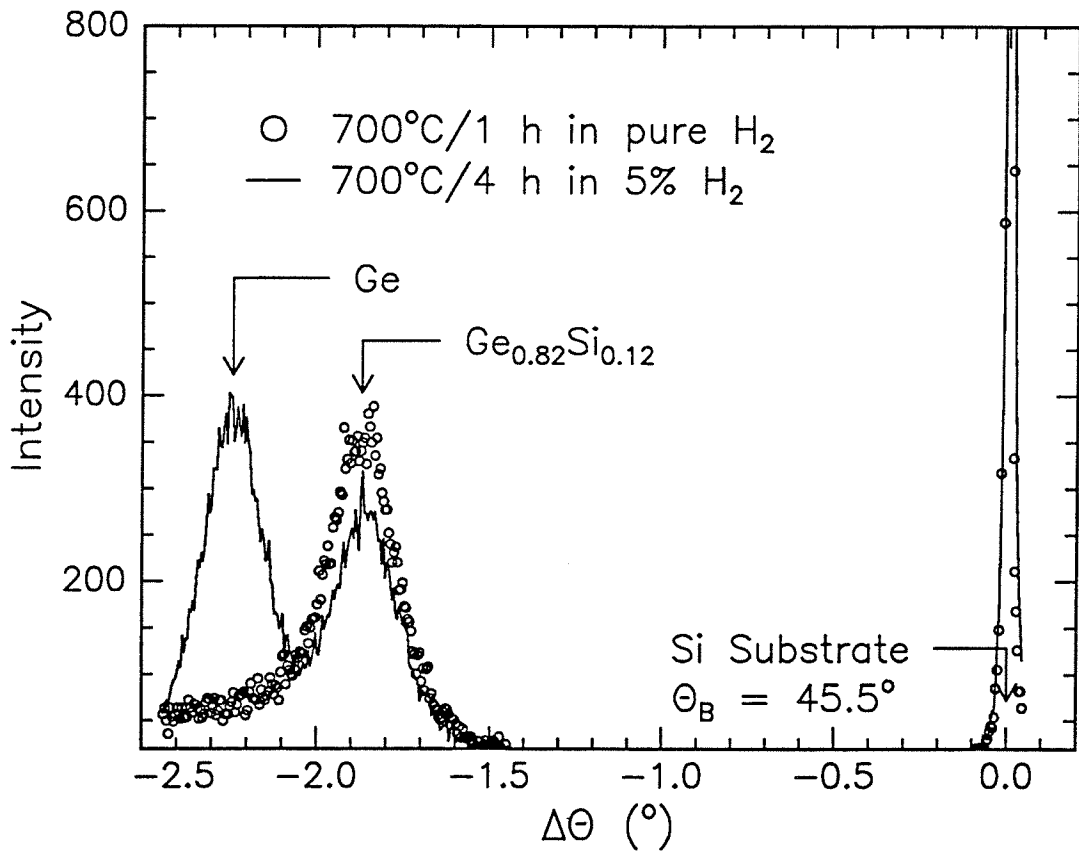 800
600
400
200
Intensity
○ 700°C/1 h in pure H₂
— 700°C/4 h in 5% H₂
Ge
Ge₀.₈₂Si₀.₁₂
Si Substrate
Θ_B = 45.5°
−2.5 −2.0 −1.5 −1.0 −0.5 0.0
ΔΘ (°)